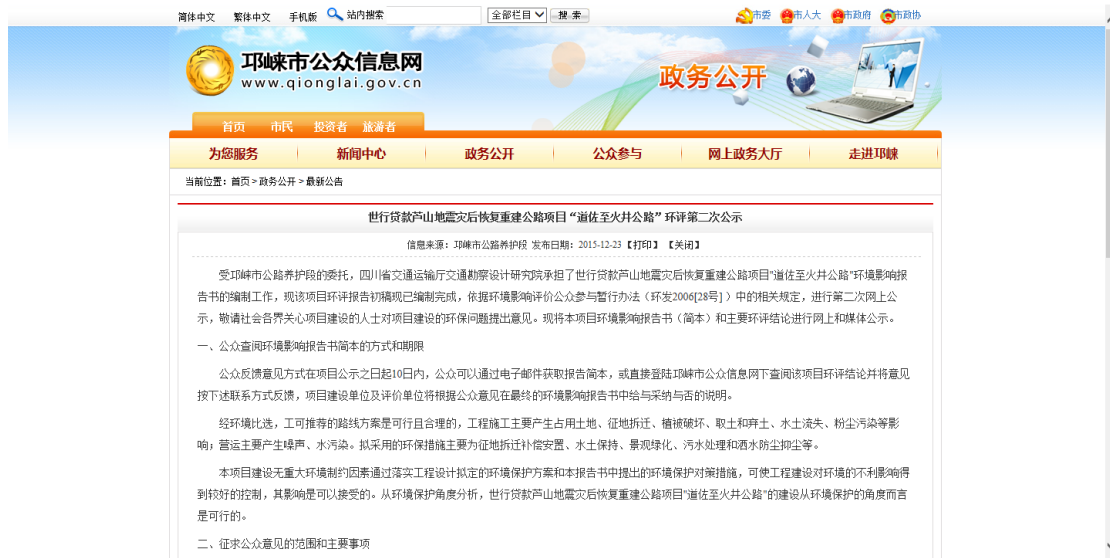 简体中文 繁体中文 手机版 站内搜索 全部栏目 搜 索 市委 市人大 市政府 市政协
邛崃市公众信息网
www.qionglai.gov.cn
政务公开
首页 市民 投资者 旅游者
为您服务 新闻中心 政务公开 公众参与 网上政务大厅 走进邛崃
当前位置：首页 > 政务公开 > 最新公告
世行贷款芦山地震灾后恢复重建公路项目“道佐至火井公路”环评第二次公示
信息来源：邛崃市公路养护段 发布日期：2015-12-23【打印】【关闭】
受邛崃市公路养护段的委托，四川省交通运输厅交通勘察设计研究院承担了世行贷款芦山地震灾后恢复重建公路项目"道佐至火井公路"环境影响报
告书的编制工作，现该项目环评报告初稿现已编制完成，依据环境影响评价公众参与暂行办法（环发2006[28号]）中的相关规定，进行第二次网上公
示，敬请社会各界关心项目建设的人士对项目建设的环保问题提出意见。现将本项目环境影响报告书（简本）和主要环评结论进行网上和媒体公示。
一、公众查阅环境影响报告书简本的方式和期限
公众反馈意见方式在项目公示之日起10日内，公众可以通过电子邮件获取报告简本，或直接登陆邛崃市公众信息网下查阅该项目环评结论并将意见
按下述联系方式反馈，项目建设单位及评价单位将根据公众意见在最终的环境影响报告书中给与采纳与否的说明。
经环境比选，工可推荐的路线方案是可行且合理的，工程施工主要产生占用土地、征地拆迁、植被破坏、取土和弃土、水土流失、粉尘污染等影
响；营运主要产生噪声、水污染。拟采用的环保措施主要为征地拆迁补偿安置、水土保持、景观绿化、污水处理和洒水防尘抑尘等。
本项目建设无重大环境制约因素通过落实工程设计拟定的环境保护方案和本报告书中提出的环境保护对策措施，可使工程建设对环境的不利影响得
到较好的控制，其影响是可以接受的。从环境保护角度分析，世行贷款芦山地震灾后恢复重建公路项目"道佐至火井公路"的建设从环境保护的角度而言
是可行的。
二、征求公众意见的范围和主要事项